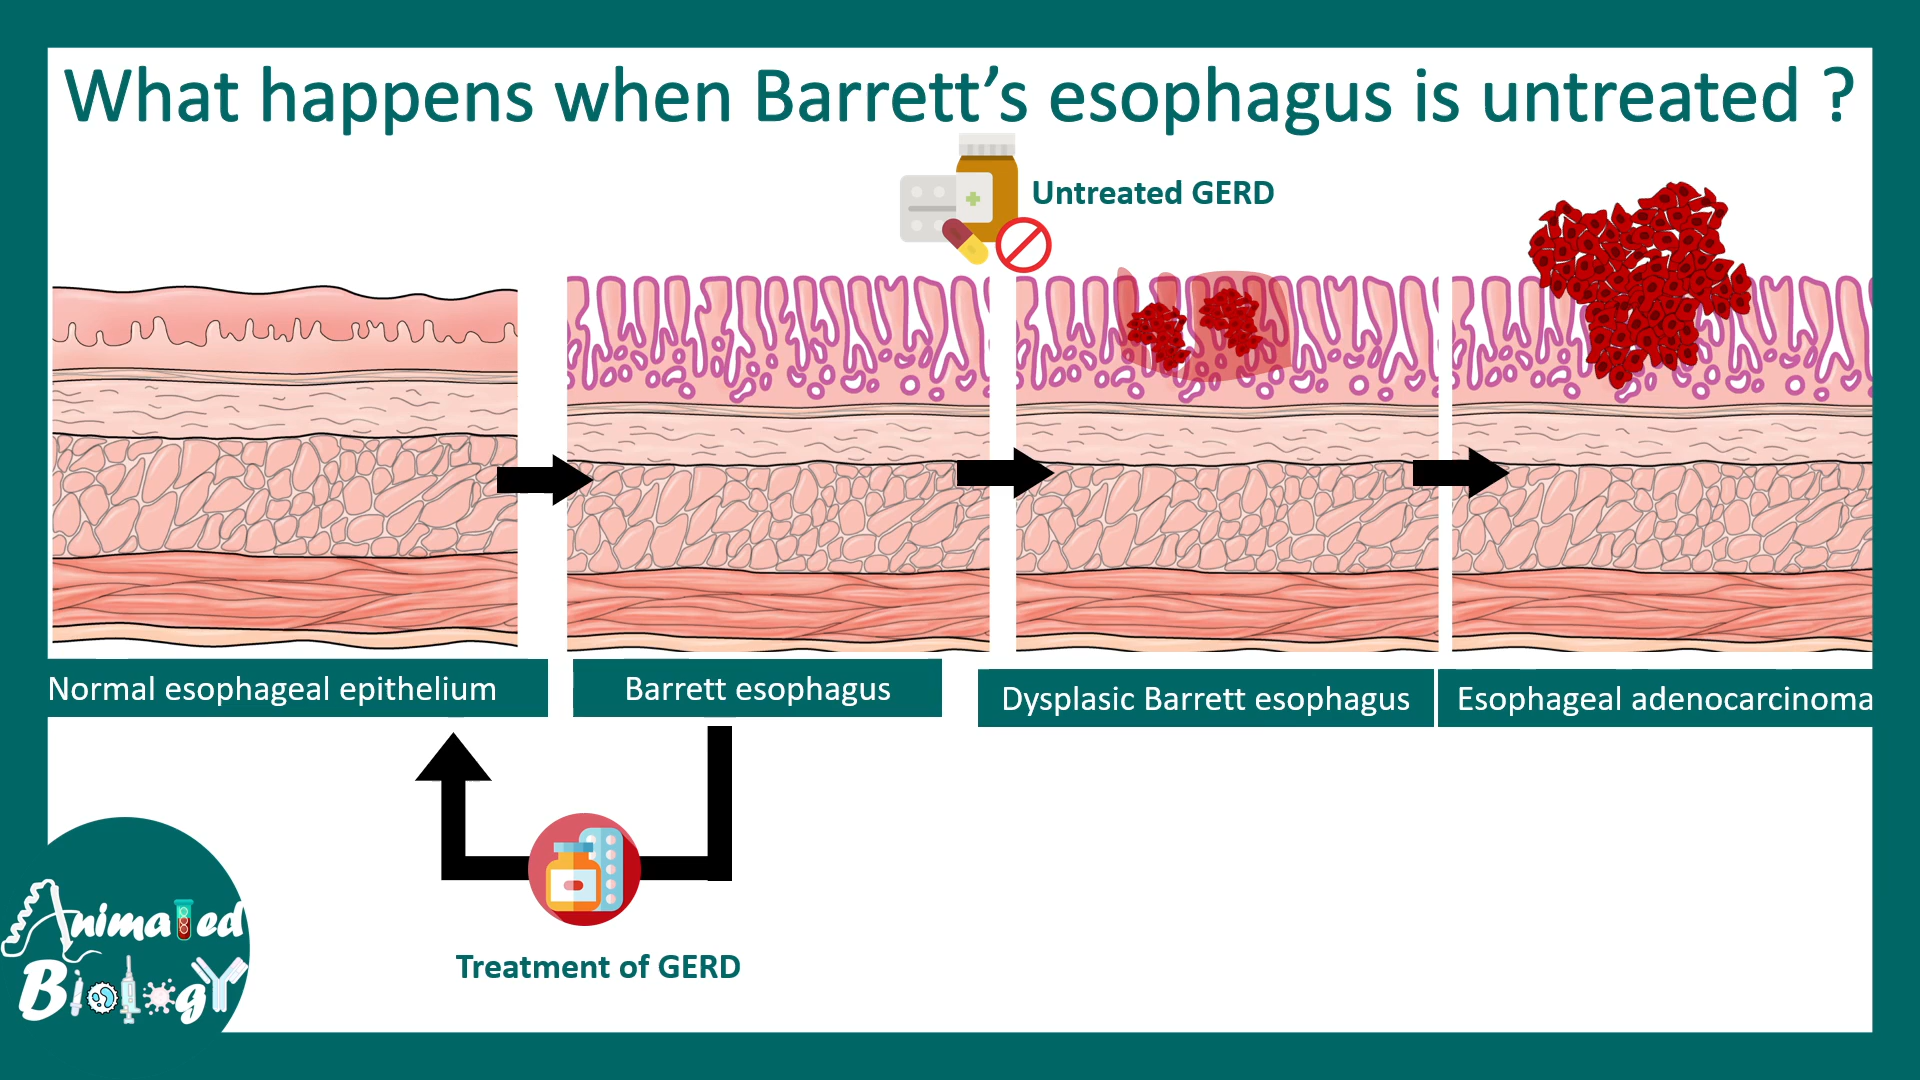 What happens when Barrett’s esophagus is untreated ?
Untreated GERD
Normal esophageal epithelium
Barrett esophagus
Dysplasic Barrett esophagus
Esophageal adenocarcinoma
Treatment of GERD
Animated
Biology